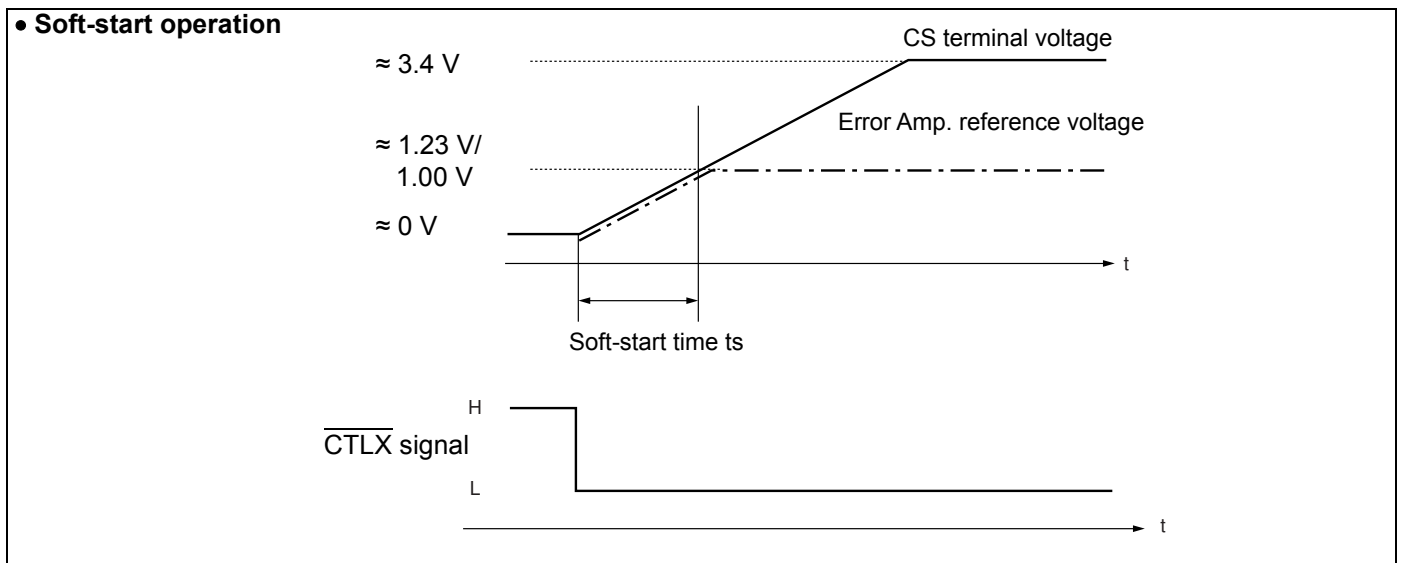 • Soft-start operation
CS terminal voltage
≈ 3.4 V
Error Amp. reference voltage
≈ 1.23 V/
1.00 V
≈ 0 V
t
Soft-start time ts
H
C̅T̅L̅X̅ signal
L
t